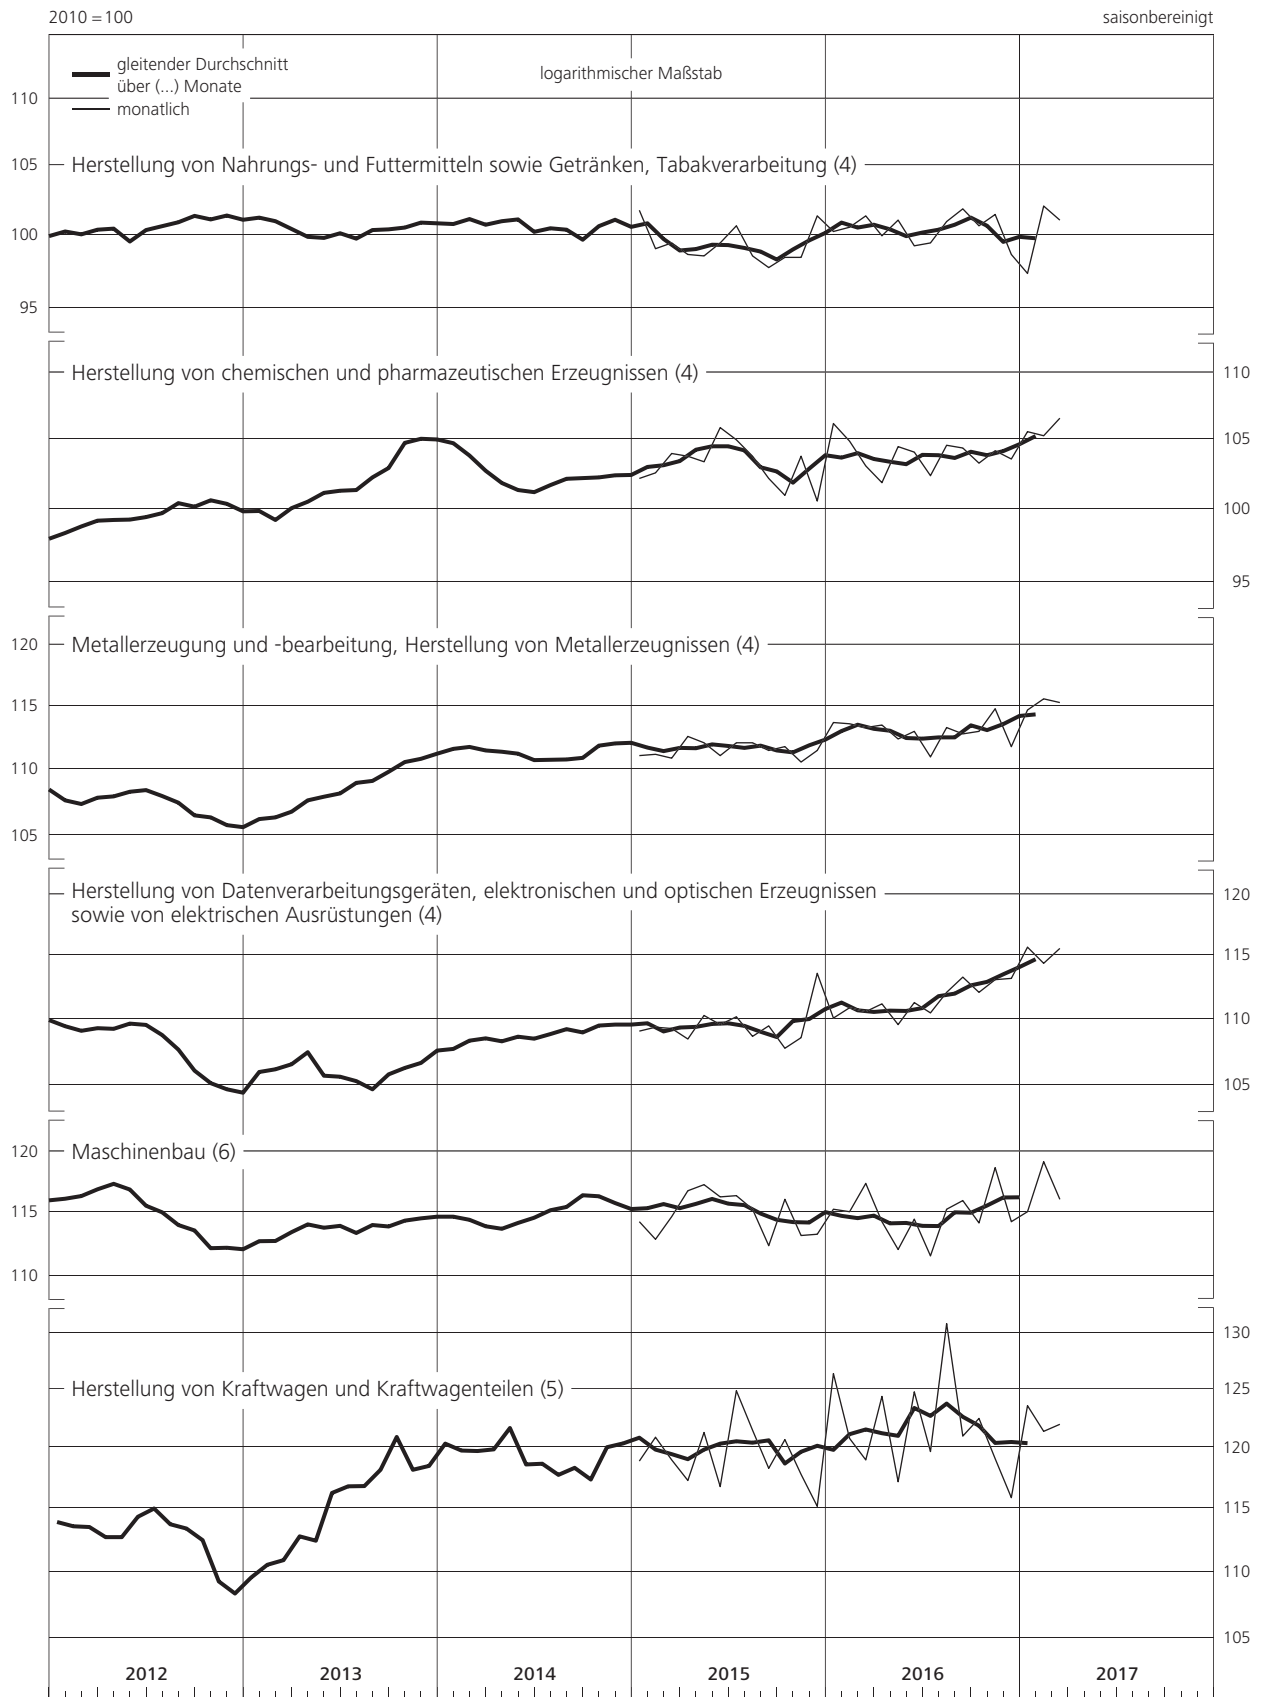 2010 = 100
saisonbereinigt
gleitender Durchschnitt
über (...) Monate
monatlich
logarithmischer Maßstab
110
105
Herstellung von Nahrungs- und Futtermitteln sowie Getränken, Tabakverarbeitung (4)
100
95
Herstellung von chemischen und pharmazeutischen Erzeugnissen (4)
110
105
100
95
120
Metallerzeugung und -bearbeitung, Herstellung von Metallerzeugnissen (4)
115
110
105
Herstellung von Datenverarbeitungsgeräten, elektronischen und optischen Erzeugnissen
sowie von elektrischen Ausrüstungen (4)
120
115
110
105
120
Maschinenbau (6)
115
110
130
Herstellung von Kraftwagen und Kraftwagenteilen (5)
125
120
115
110
105
2012 2013 2014 2015 2016 2017